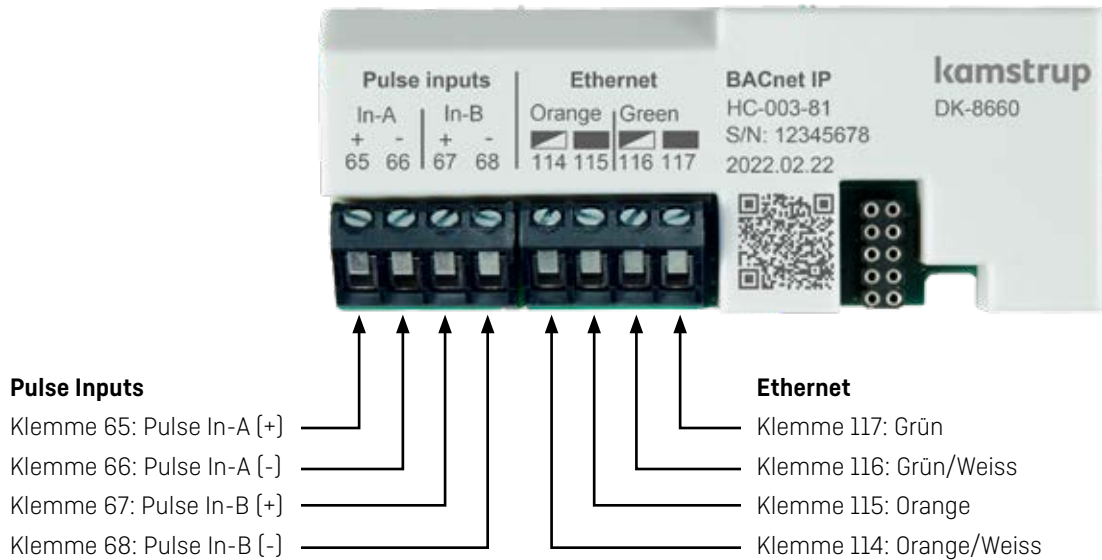 Pulse inputs
In-A In-B
+ - + -
65 66 67 68
Ethernet
Orange Green
114 115 116 117
BACnet IP
HC-003-81
S/N: 12345678
2022.02.22
kamstrup
DK-8660
Pulse Inputs
Klemme 65: Pulse In-A (+)
Klemme 66: Pulse In-A (-)
Klemme 67: Pulse In-B (+)
Klemme 68: Pulse In-B (-)
Ethernet
Klemme 117: Grün
Klemme 116: Grün/Weiss
Klemme 115: Orange
Klemme 114: Orange/Weiss